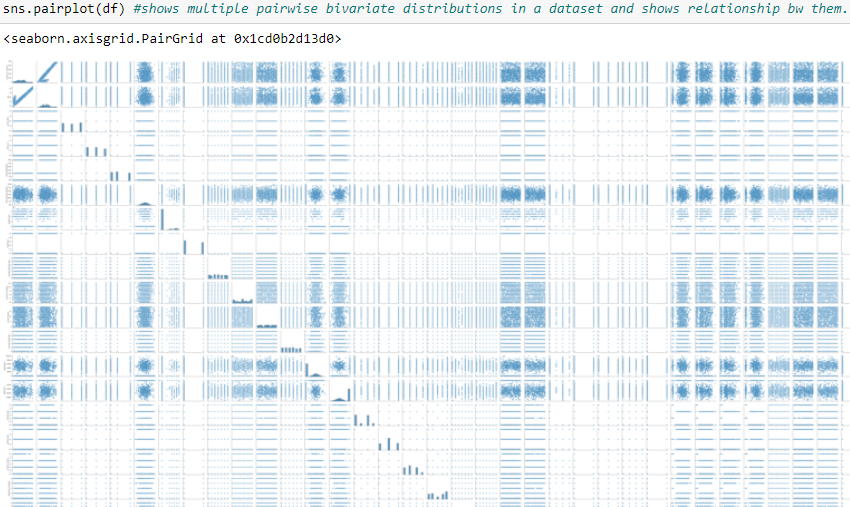 sns.pairplot(df) #shows multiple pairwise bivariate distributions in a dataset and shows relationship bw them.
<seaborn.axisgrid.PairGrid at 0x1cd0b2d13d0>